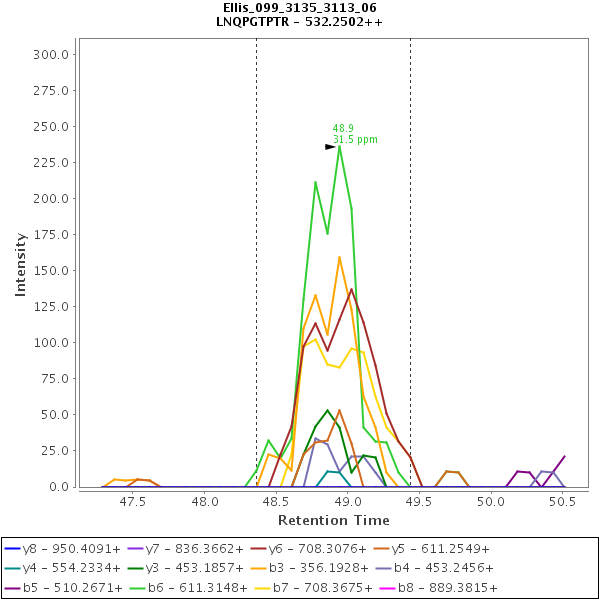 Ellis_099_3135_3113_06
LNQPGTPTR - 532.2502++
300.0
275.0
250.0
225.0
200.0
175.0
150.0
125.0
100.0
75.0
50.0
25.0
0.0
Intensity
48.9
31.5 ppm
47.5 48.0 48.5 49.0 49.5 50.0 50.5
Retention Time
y8 - 950.4091+ y7 - 836.3662+ y6 - 708.3076+ y5 - 611.2549+
y4 - 554.2334+ y3 - 453.1857+ b3 - 356.1928+ b4 - 453.2456+
b5 - 510.2671+ b6 - 611.3148+ b7 - 708.3675+ b8 - 889.3815+